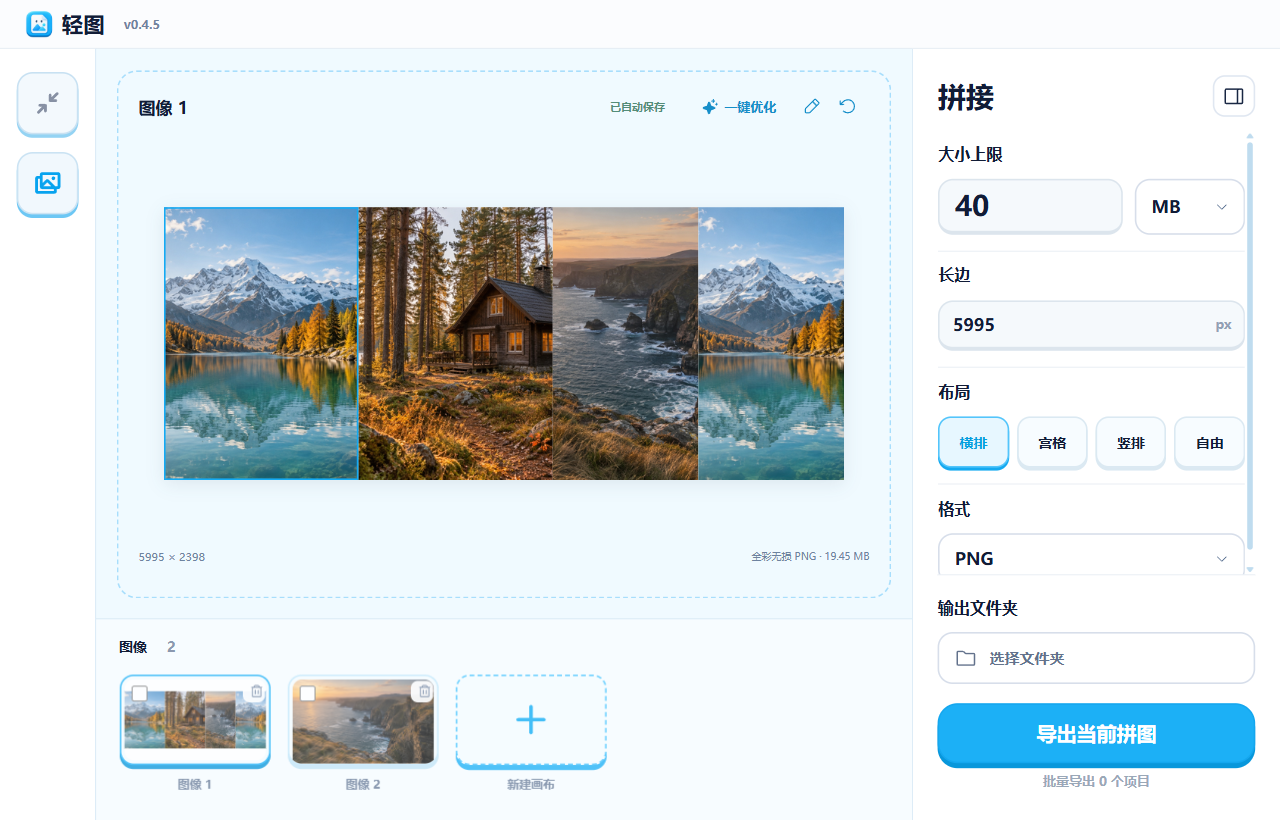 轻图 v0.4.5
图像 1
已自动保存
一键优化
5995 × 2398
全彩无损 PNG · 19.45 MB
图像 2
图像 1
图像 2
新建画布
拼接
大小上限
40
MB
长边
5995 px
布局
横排 宫格 竖排 自由
格式
PNG
输出文件夹
选择文件夹
导出当前拼图
批量导出 0 个项目